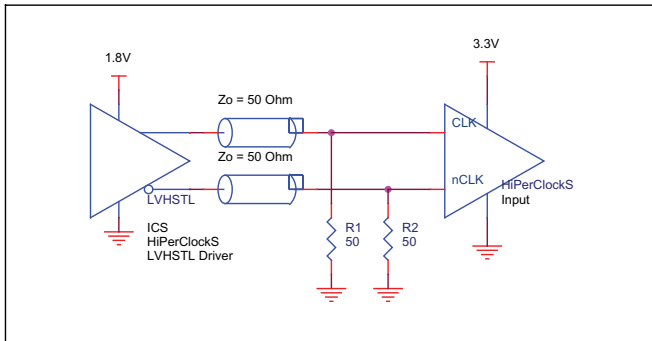 1.8V
3.3V
Zo = 50 Ohm
CLK
Zo = 50 Ohm
nCLK
HiPerClockS
Input
LVHSTL
ICS
HiPerClockS
LVHSTL Driver
R1
50
R2
50